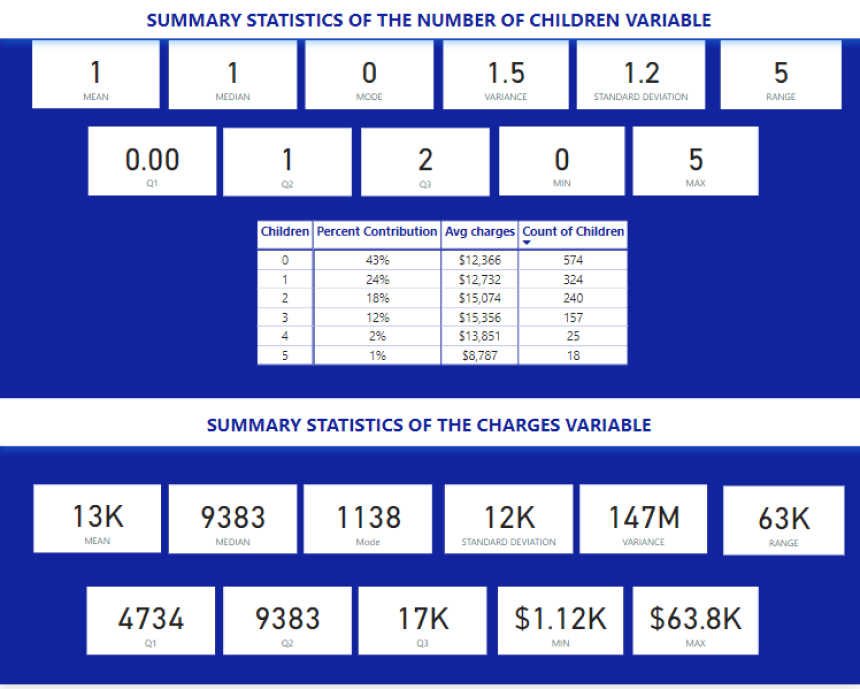 SUMMARY STATISTICS OF THE NUMBER OF CHILDREN VARIABLE
1 1 0 1.5 1.2 5
MEAN MEDIAN MODE VARIANCE STANDARD DEVIATION RANGE
0.00 1 2 0 5
Q1 Q2 Q3 MIN MAX
Children Percent Contribution Avg charges Count of Children
0 43% $12,366 574
1 24% $12,732 324
2 18% $15,074 240
3 12% $15,356 157
4 2% $13,851 25
5 1% $8,787 18
SUMMARY STATISTICS OF THE CHARGES VARIABLE
13K 9383 1138 12K 147M 63K
MEAN MEDIAN Mode STANDARD DEVIATION VARIANCE RANGE
4734 9383 17K $1.12K $63.8K
Q1 Q2 Q3 MIN MAX